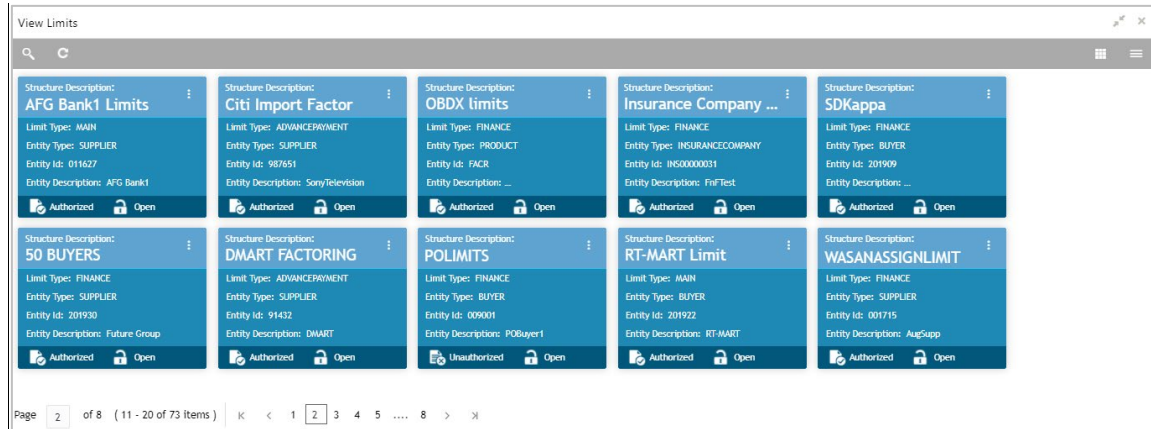 View Limits
Structure Description:
AFG Bank1 Limits
Limit Type: MAIN
Entity Type: SUPPLIER
Entity Id: 011627
Entity Description: AFG Bank1
Authorized Open
Structure Description:
Citi Import Factor
Limit Type: ADVANCEPAYMENT
Entity Type: SUPPLIER
Entity Id: 987651
Entity Description: SonyTelevision
Authorized Open
Structure Description:
OBDX limits
Limit Type: FINANCE
Entity Type: PRODUCT
Entity Id: FACR
Entity Description: ...
Authorized Open
Structure Description:
Insurance Company ...
Limit Type: FINANCE
Entity Type: INSURANCECOMPANY
Entity Id: INS00000031
Entity Description: FnFTest
Authorized Open
Structure Description:
SDKappa
Limit Type: FINANCE
Entity Type: BUYER
Entity Id: 201909
Entity Description: ...
Authorized Open
Structure Description:
50 BUYERS
Limit Type: FINANCE
Entity Type: SUPPLIER
Entity Id: 201930
Entity Description: Future Group
Authorized Open
Structure Description:
DMART FACTORING
Limit Type: ADVANCEPAYMENT
Entity Type: SUPPLIER
Entity Id: 91432
Entity Description: DMART
Authorized Open
Structure Description:
POLIMITS
Limit Type: FINANCE
Entity Type: BUYER
Entity Id: 009001
Entity Description: POBuyer1
Unauthorized Open
Structure Description:
RT-MART Limit
Limit Type: MAIN
Entity Type: BUYER
Entity Id: 201922
Entity Description: RT-MART
Authorized Open
Structure Description:
WASANASSIGNLIMIT
Limit Type: FINANCE
Entity Type: SUPPLIER
Entity Id: 001715
Entity Description: AugSupp
Authorized Open
Page 2 of 8 ( 11 - 20 of 73 items ) 1 2 3 4 5 .... 8